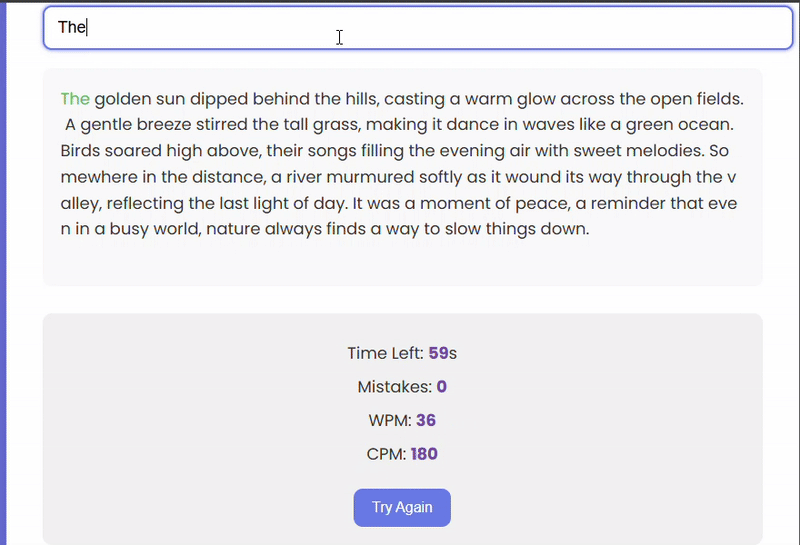 The
The golden sun dipped behind the hills, casting a warm glow across the open fields.
A gentle breeze stirred the tall grass, making it dance in waves like a green ocean.
Birds soared high above, their songs filling the evening air with sweet melodies. So
mewhere in the distance, a river murmured softly as it wound its way through the v
alley, reflecting the last light of day. It was a moment of peace, a reminder that eve
n in a busy world, nature always finds a way to slow things down.
Time Left: 59s
Mistakes: 0
WPM: 36
CPM: 180
Try Again